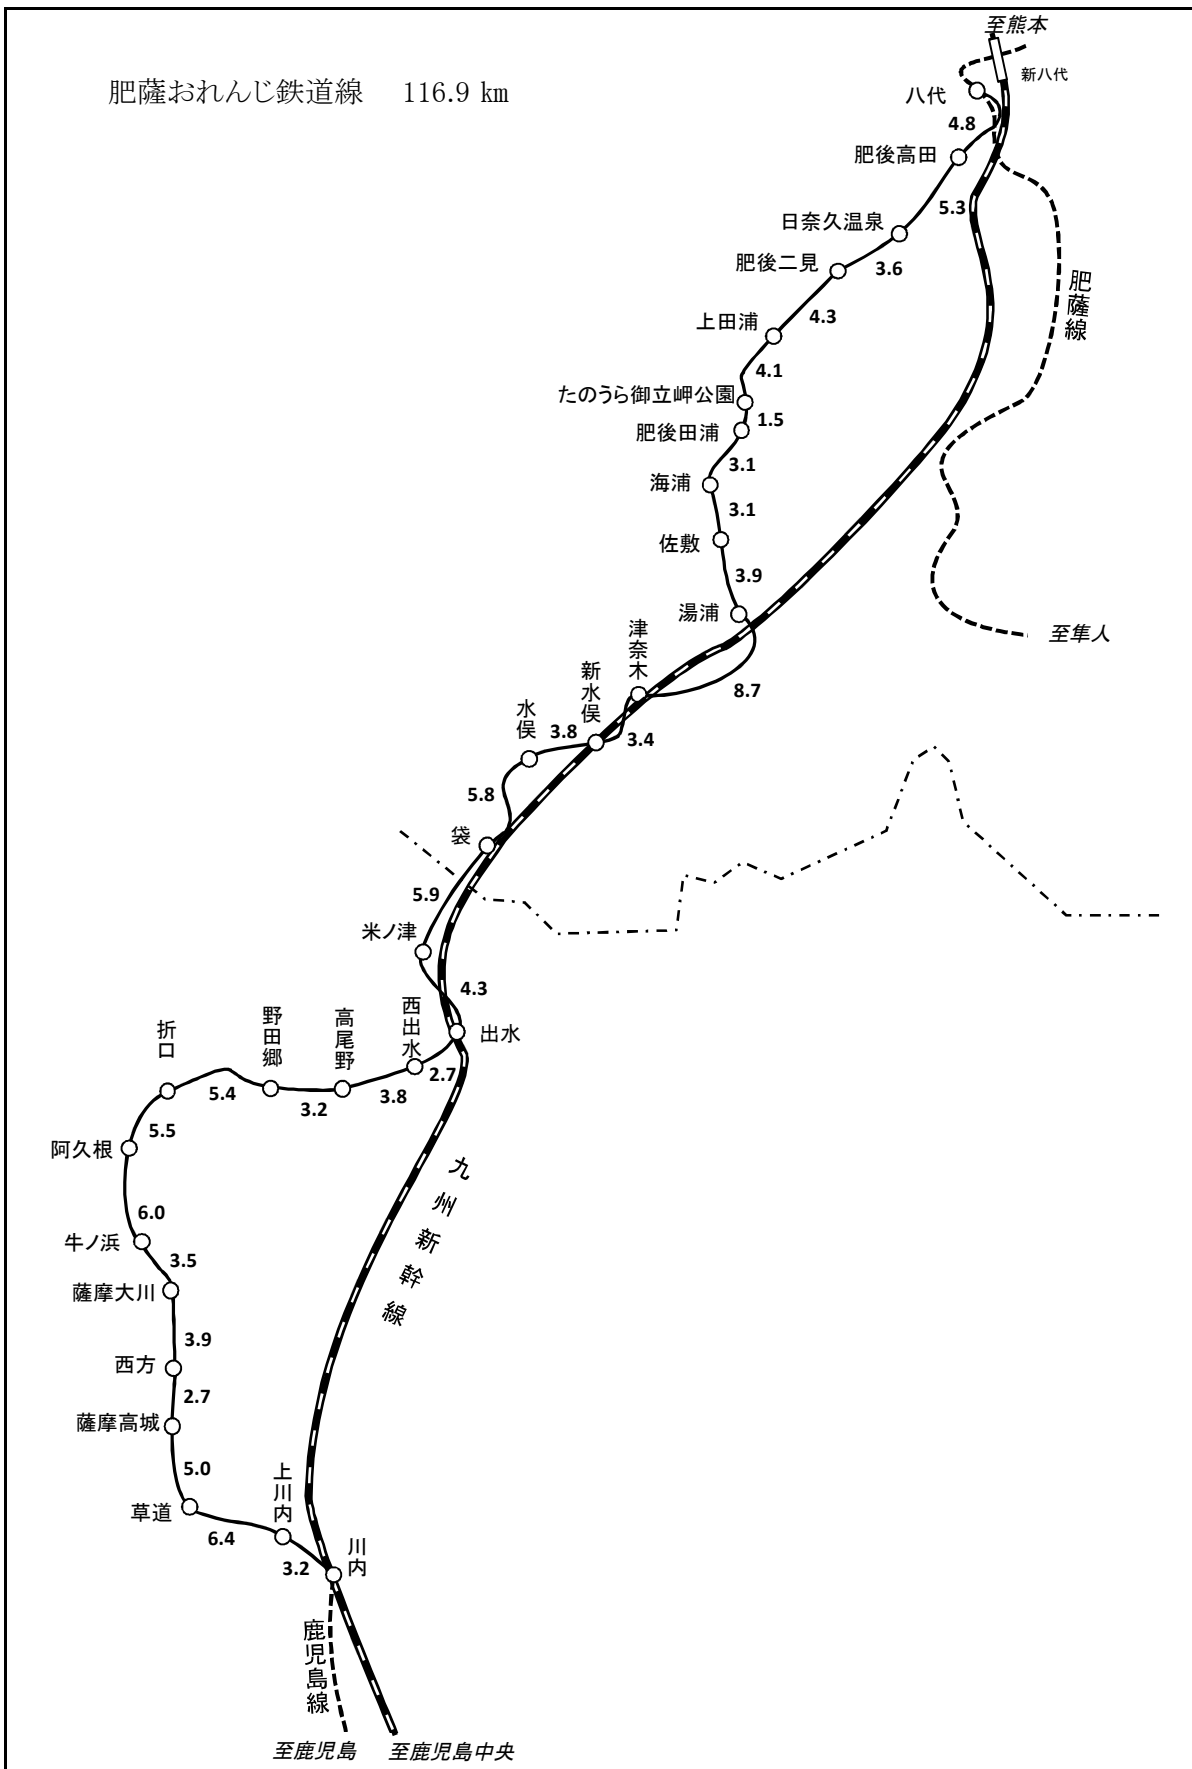 至熊本
新八代
肥薩おれんじ鉄道線 116.9 km
八代
4.8
肥後高田
5.3
日奈久温泉
3.6
肥後二見
肥薩線
4.3
上田浦
4.1
たのうら御立岬公園
1.5
肥後田浦
3.1
海浦
3.1
佐敷
3.9
湯浦
至隼人
8.7
津奈木
3.4
新水俣
3.8
水俣
5.8
袋
5.9
米ノ津
4.3
出水
2.7
西出水
3.8
高尾野
3.2
野田郷
5.4
折口
5.5
阿久根
6.0
牛ノ浜
3.5
薩摩大川
3.9
西方
2.7
薩摩高城
5.0
草道
6.4
上川内
3.2
川内
九州新幹線
鹿児島線
至鹿児島
至鹿児島中央